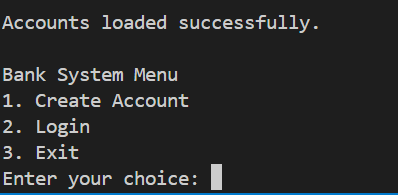 Accounts loaded successfully.
Bank System Menu
1. Create Account
2. Login
3. Exit
Enter your choice: